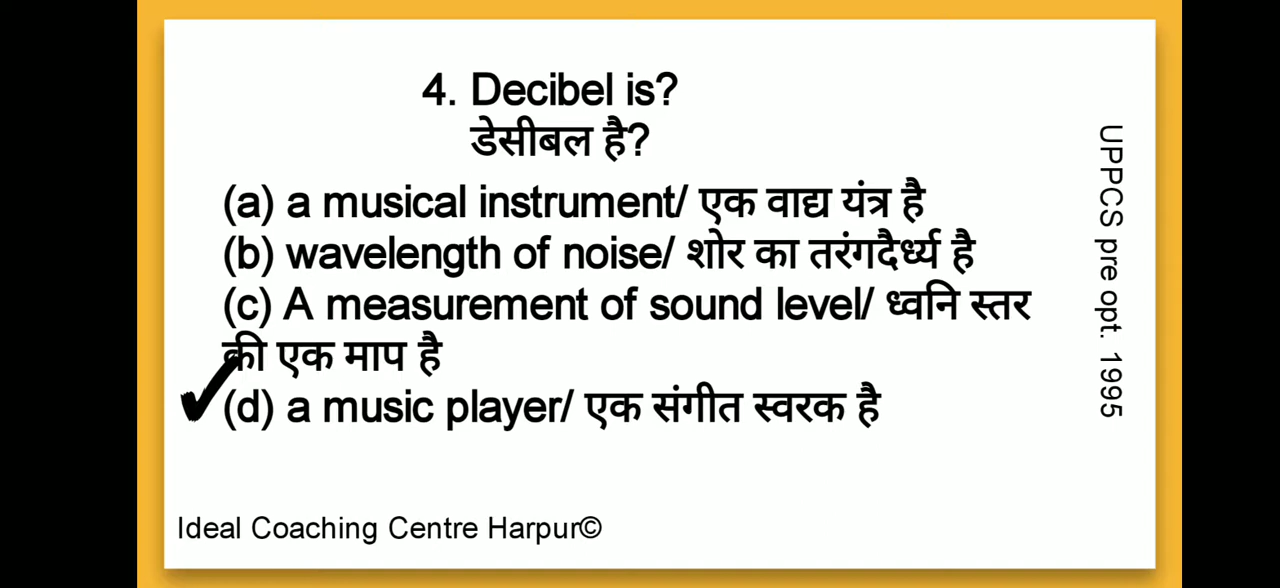 4. Decibel is?
डेसीबल है?
(a) a musical instrument/ एक वाद्य यंत्र है
(b) wavelength of noise/ शोर का तरंगदैर्ध्य है
(c) A measurement of sound level/ ध्वनि स्तर
की एक माप है
(d) a music player/ एक संगीत स्वरक है
UPPCS pre opt. 1995
Ideal Coaching Centre Harpur©